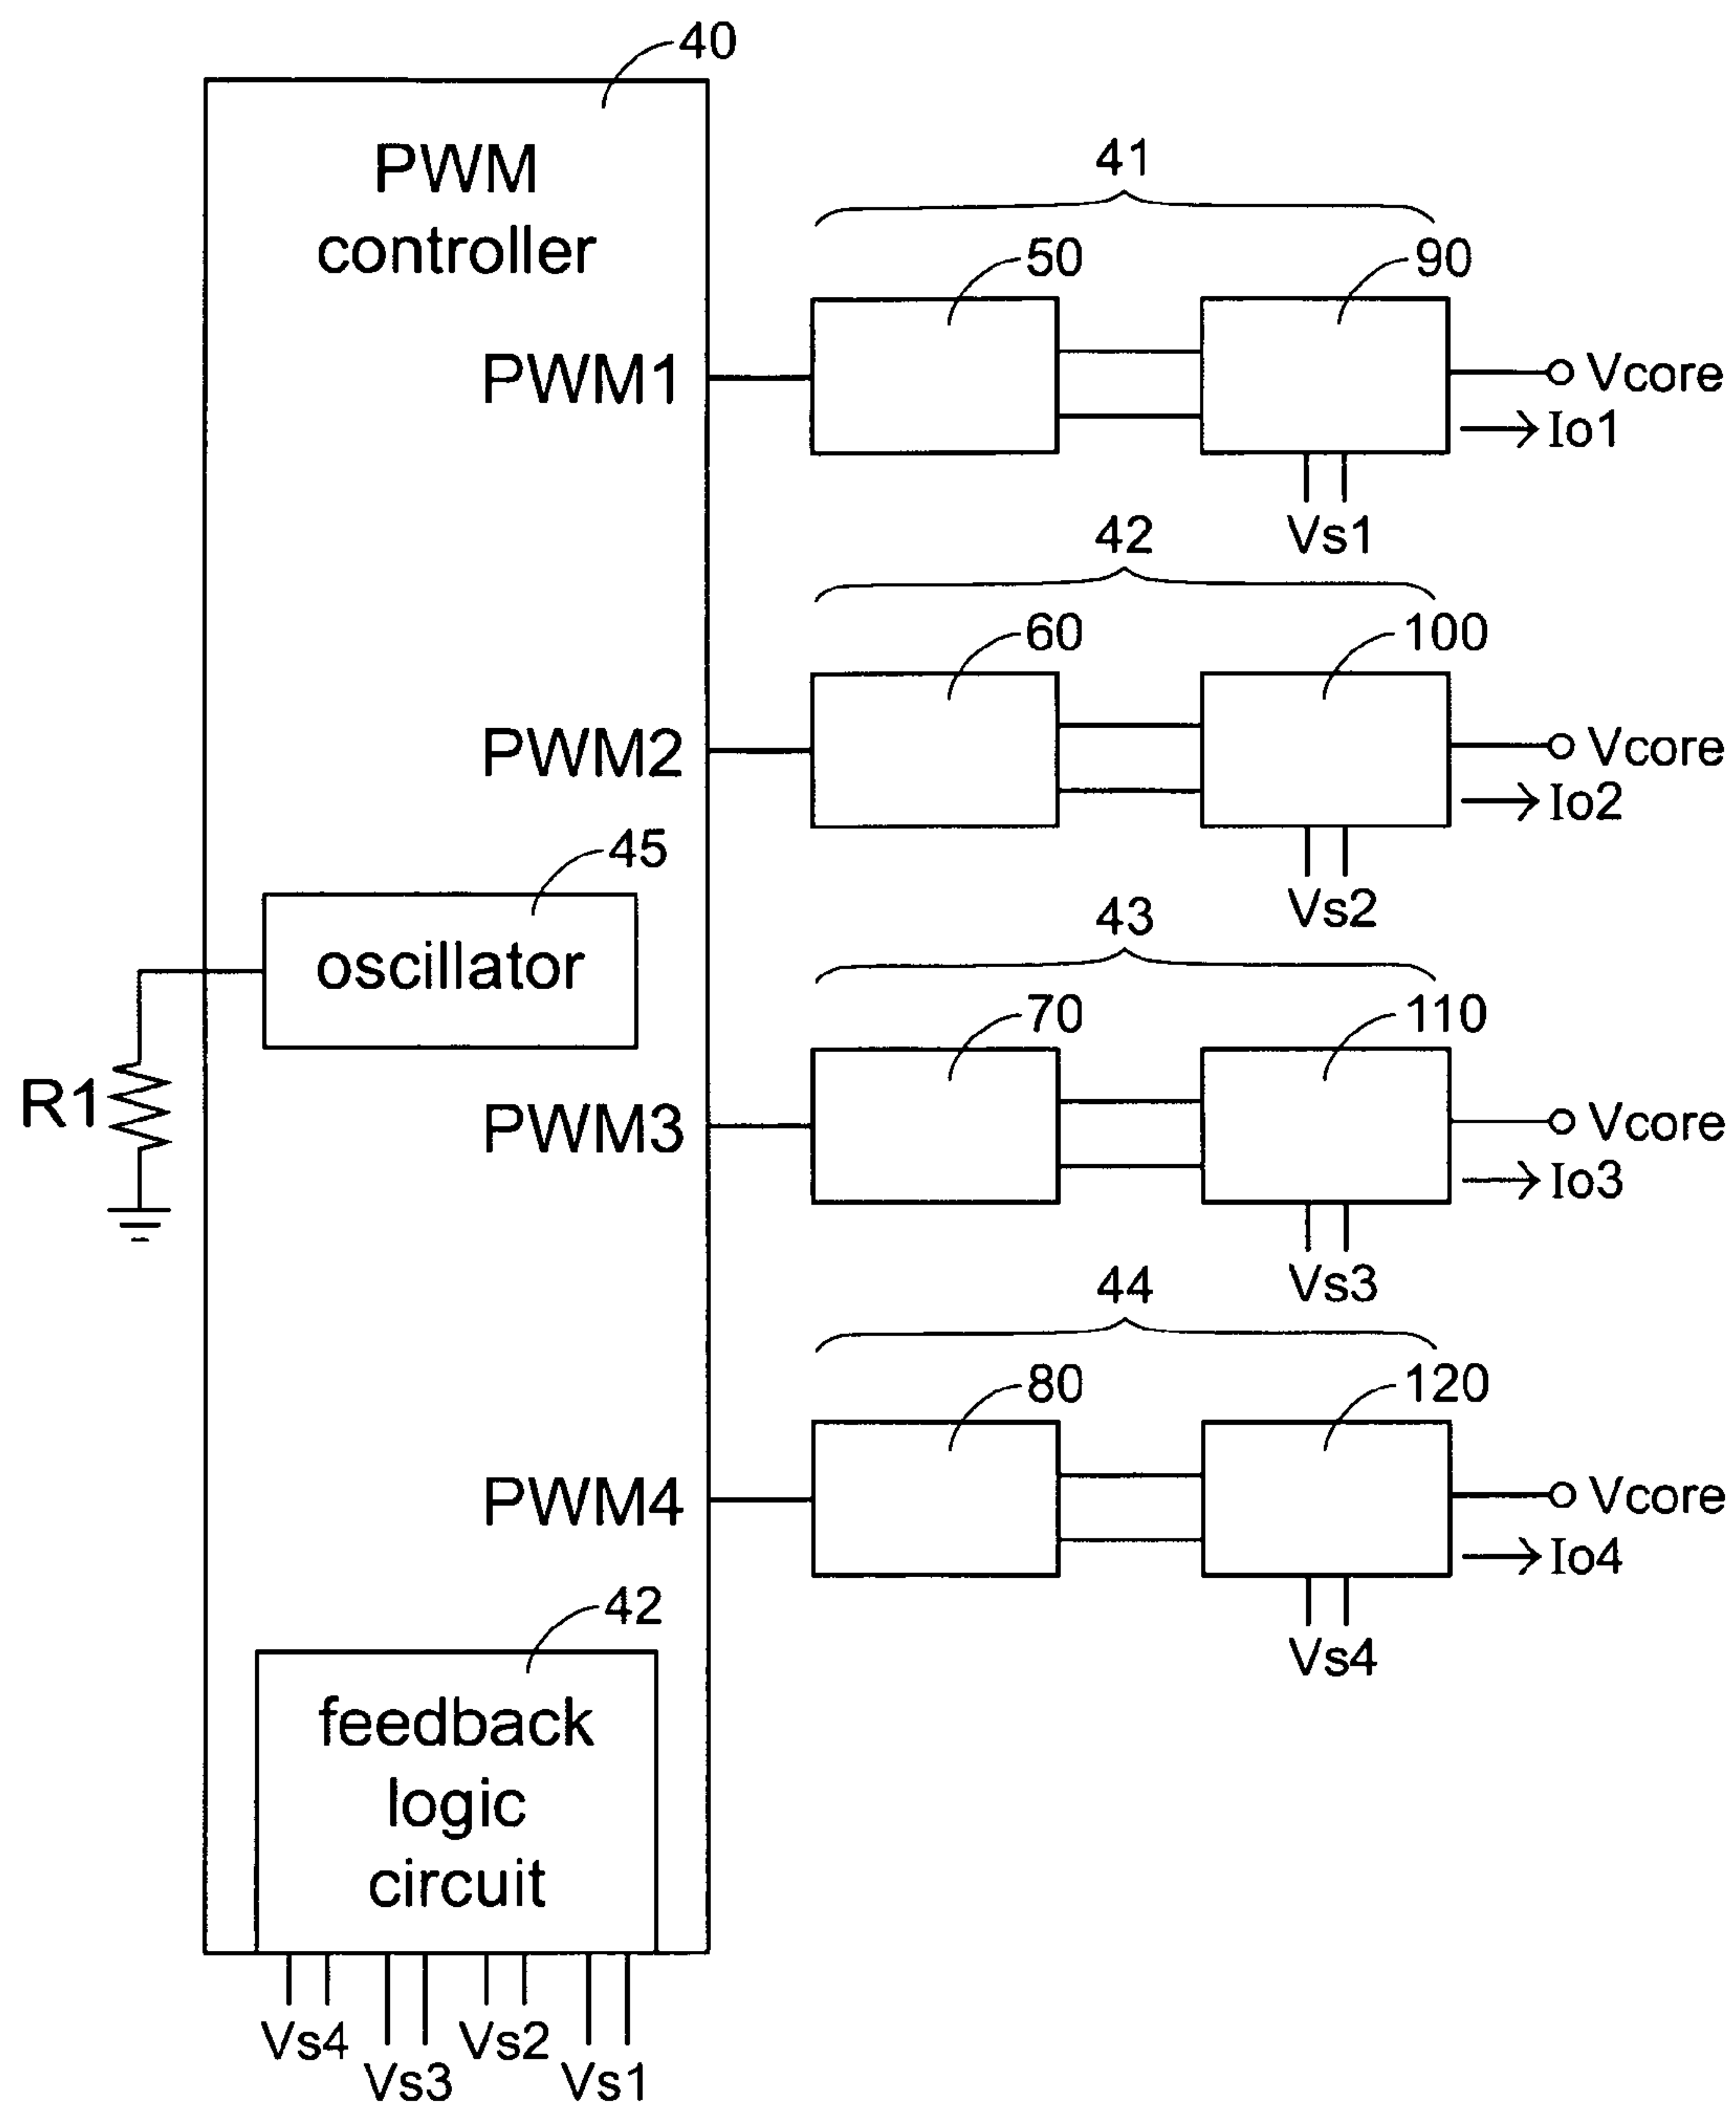 40
PWM
controller
41
50
90
PWM1
Vcore
Io1
Vs1
42
60
100
PWM2
Vcore
Io2
Vs2
45
oscillator
43
70
110
R1
PWM3
Vcore
Io3
Vs3
44
80
120
PWM4
Vcore
Io4
Vs4
42
feedback
logic
circuit
Vs4
Vs3
Vs2
Vs1